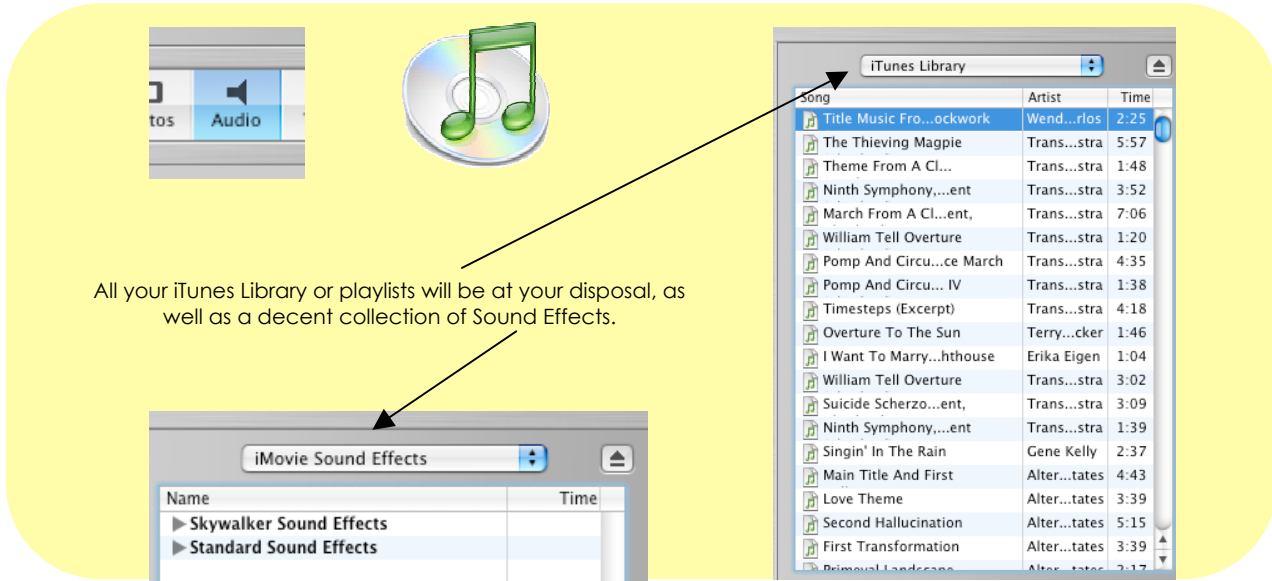 tos Audio
iTunes Library
Song Artist Time
Title Music Fro...ockwork Wend...rlos 2:25
The Thieving Magpie Trans...stra 5:57
Theme From A Cl... Trans...stra 1:48
Ninth Symphony,...ent Trans...stra 3:52
March From A Cl...ent, Trans...stra 7:06
William Tell Overture Trans...stra 1:20
Pomp And Circu...ce March Trans...stra 4:35
Pomp And Circu... IV Trans...stra 1:38
Timesteps (Excerpt) Trans...stra 4:18
Overture To The Sun Terry...cker 1:46
I Want To Marry...hthouse Erika Eigen 1:04
William Tell Overture Trans...stra 3:02
Suicide Scherzo...ent, Trans...stra 3:09
Ninth Symphony,...ent Trans...stra 1:39
Singin' In The Rain Gene Kelly 2:37
Main Title And First Alter...tates 4:43
Love Theme Alter...tates 3:39
Second Hallucination Alter...tates 5:15
First Transformation Alter...tates 3:39
Primeval Landscape Alter...tates 2:17
All your iTunes Library or playlists will be at your disposal, as
well as a decent collection of Sound Effects.
iMovie Sound Effects
Name Time
Skywalker Sound Effects
Standard Sound Effects